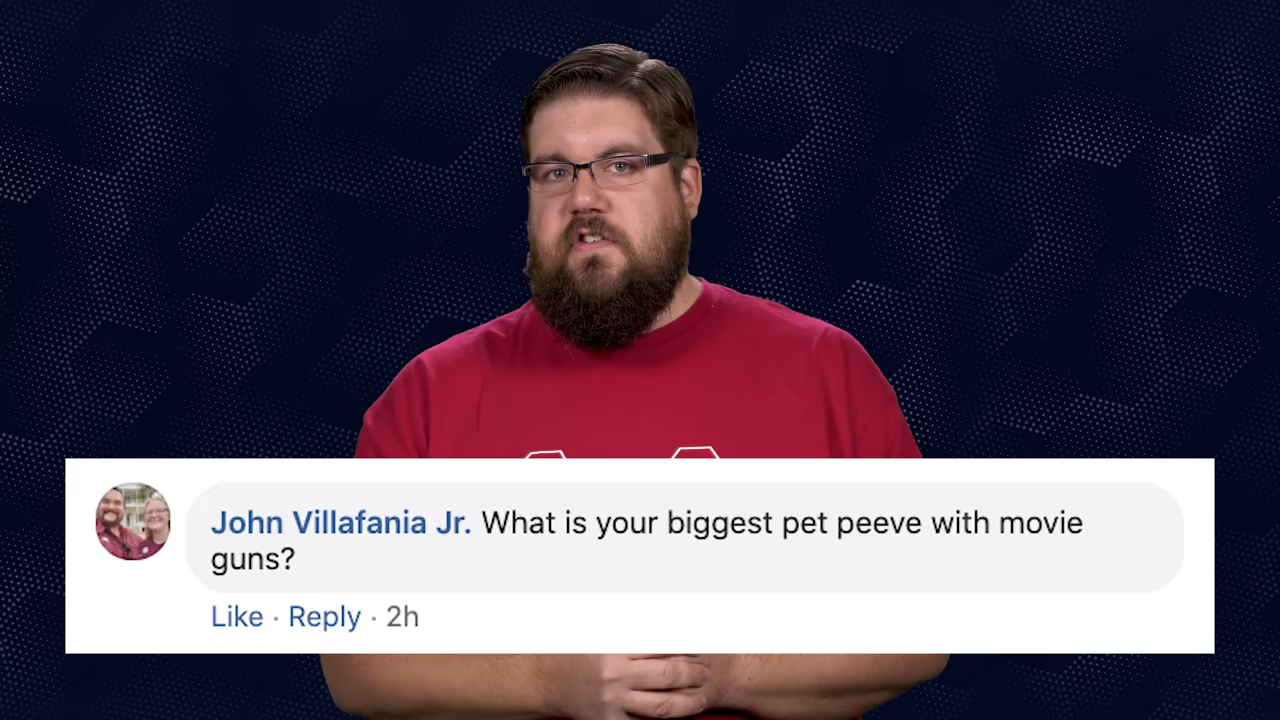 John Villafania Jr. What is your biggest pet peeve with movie
guns?
Like · Reply · 2h